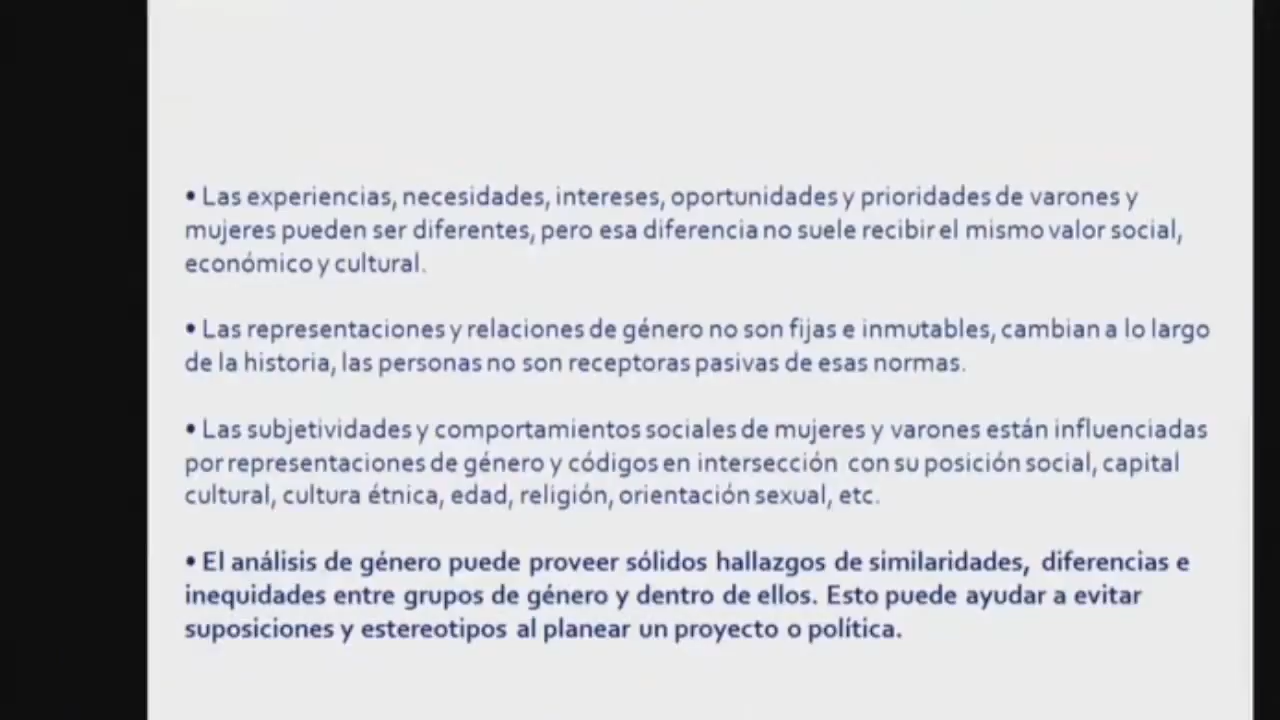 • Las experiencias, necesidades, intereses, oportunidades y prioridades de varones y
mujeres pueden ser diferentes, pero esa diferencia no suele recibir el mismo valor social,
económico y cultural.
• Las representaciones y relaciones de género no son fijas e inmutables, cambian a lo largo
de la historia, las personas no son receptoras pasivas de esas normas.
• Las subjetividades y comportamientos sociales de mujeres y varones están influenciadas
por representaciones de género y códigos en intersección con su posición social, capital
cultural, cultura étnica, edad, religión, orientación sexual, etc.
• El análisis de género puede proveer sólidos hallazgos de similaridades, diferencias e
inequidades entre grupos de género y dentro de ellos. Esto puede ayudar a evitar
suposiciones y estereotipos al planear un proyecto o política.